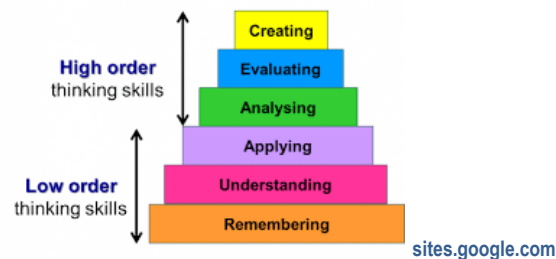 Creating
Evaluating
Analysing
Applying
Understanding
Remembering
High order
thinking skills
Low order
thinking skills
sites.google.com